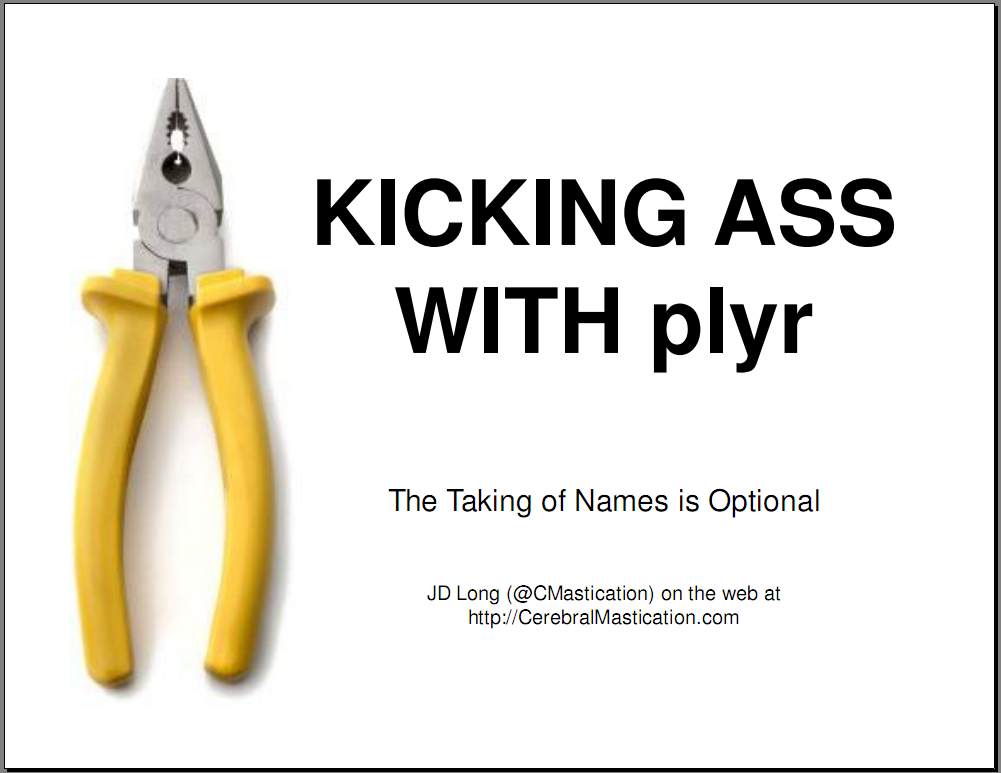 KICKING ASS
WITH plyr
The Taking of Names is Optional
JD Long (@CMastication) on the web at
http://CerebralMastication.com